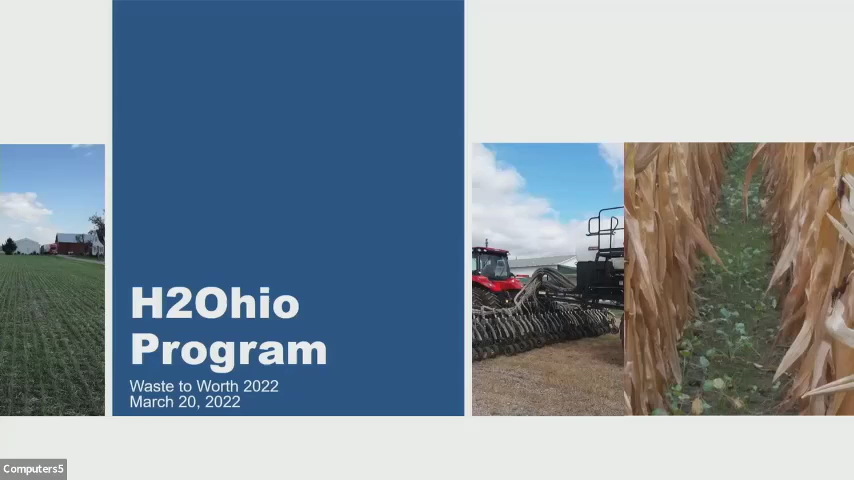 H2Ohio
Program
Waste to Worth 2022
March 20, 2022
Computers5